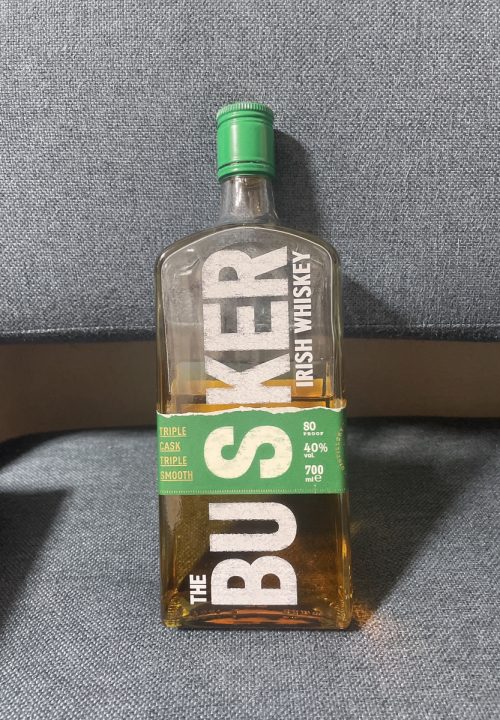 THE BUSKER
IRISH WHISKEY
TRIPLE
CASK
TRIPLE
SMOOTH
80
PROOF
40%
vol.
700
ml e